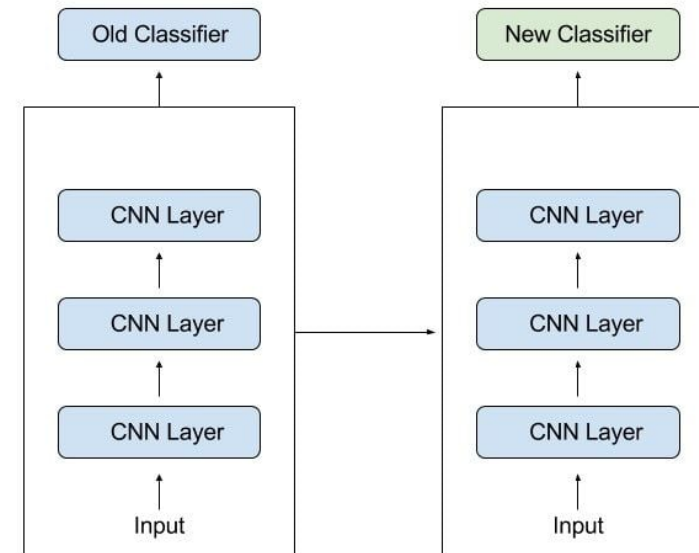 Old Classifier
CNN Layer
CNN Layer
CNN Layer
Input
New Classifier
CNN Layer
CNN Layer
CNN Layer
Input